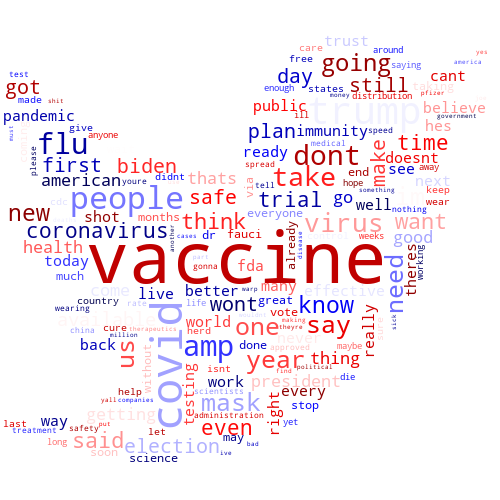 care around yes
test free trust
made shit enough going saying america
got day still cant taking
states money distribution pfizer
pandemic give public trump believe
must anyone ill government
flu plan immunity speed hes time
please ready medical make doesnt
first biden didnt dont away
spread end see next
cdc youre thats via take hope keep
american tell something wear
people safe trial go well nothing
new shot months everyone
coronavirus another cases dr fauci already virus want
think disease theres good working
health gonna weeks
today vaccine fda many need
much part
come live better warp great effective sick
wearing country rate life wont know
covid vote
china cure world one making say really sure
million therapeutics herd theyre never
us amp isnt done approved maybe
back without testing year thing
work find political
scientists president die
help mask every
yall companies
last way getting administration right stop
treatment safety put let even yet
long said election may bad
soon science ive